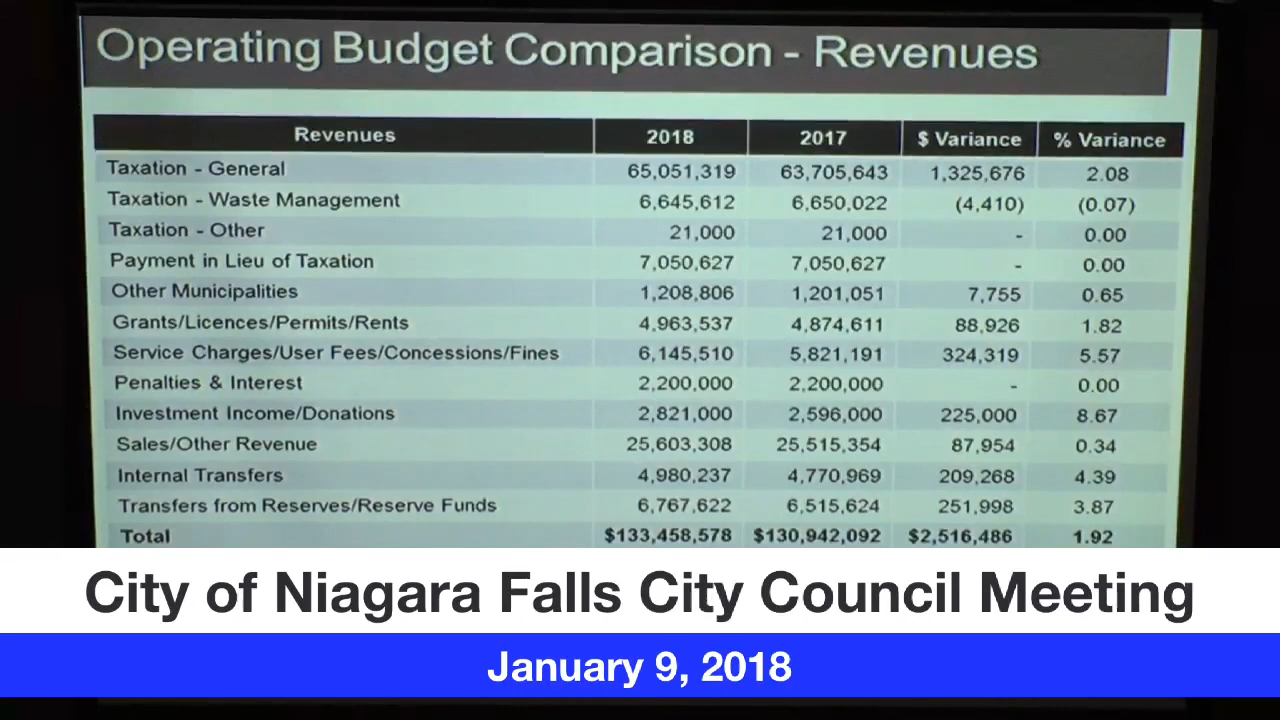 Operating Budget Comparison - Revenues
Revenues 2018 2017 $ Variance % Variance
Taxation - General 65,051,319 63,725,643 1,325,676 2.08
Taxation - Waste Management 6,645,612 6,650,022 (4,410) (0.07)
Taxation - Other 21,000 21,000 - 0.00
Payment in Lieu of Taxation 7,050,627 7,050,627 - 0.00
Other Municipalities 1,208,806 1,201,051 7,755 0.65
Grants/Licences/Permits/Rents 4,963,537 4,874,611 88,926 1.82
Service Charges/User Fees/Concessions/Fines 6,145,510 5,821,191 324,319 5.57
Penalties & Interest 2,200,000 2,200,000 - 0.00
Investment Income/Donations 2,821,000 2,596,000 225,000 8.67
Sales/Other Revenue 25,603,308 25,515,354 87,954 0.34
Internal Transfers 4,980,237 4,770,969 209,268 4.39
Transfers from Reserves/Reserve Funds 6,767,622 6,515,624 251,998 3.87
Total $133,458,578 $130,942,092 $2,516,486 1.92
City of Niagara Falls City Council Meeting
January 9, 2018